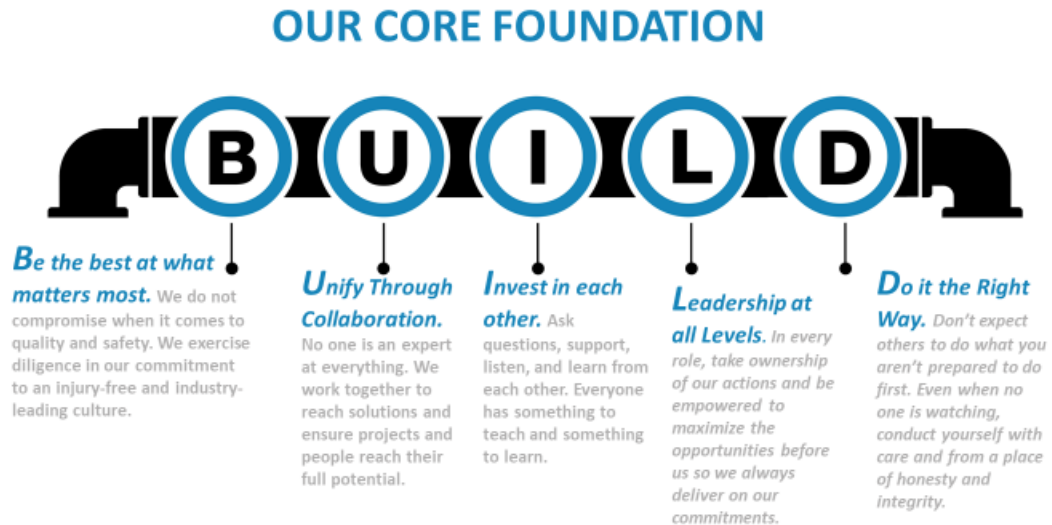 OUR CORE FOUNDATION
B U I L D
Be the best at what
matters most. We do not
compromise when it comes to
quality and safety. We exercise
diligence in our commitment
to an injury-free and industry-
leading culture.
Unify Through
Collaboration.
No one is an expert
at everything. We
work together to
reach solutions and
ensure projects and
people reach their
full potential.
Invest in each
other. Ask
questions, support,
listen, and learn from
each other. Everyone
has something to
teach and something
to learn.
Leadership at
all Levels. In every
role, take ownership
of our actions and be
empowered to
maximize the
opportunities before
us so we always
deliver on our
commitments.
Do it the Right
Way. Don't expect
others to do what you
aren't prepared to do
first. Even when no
one is watching,
conduct yourself with
care and from a place
of honesty and
integrity.